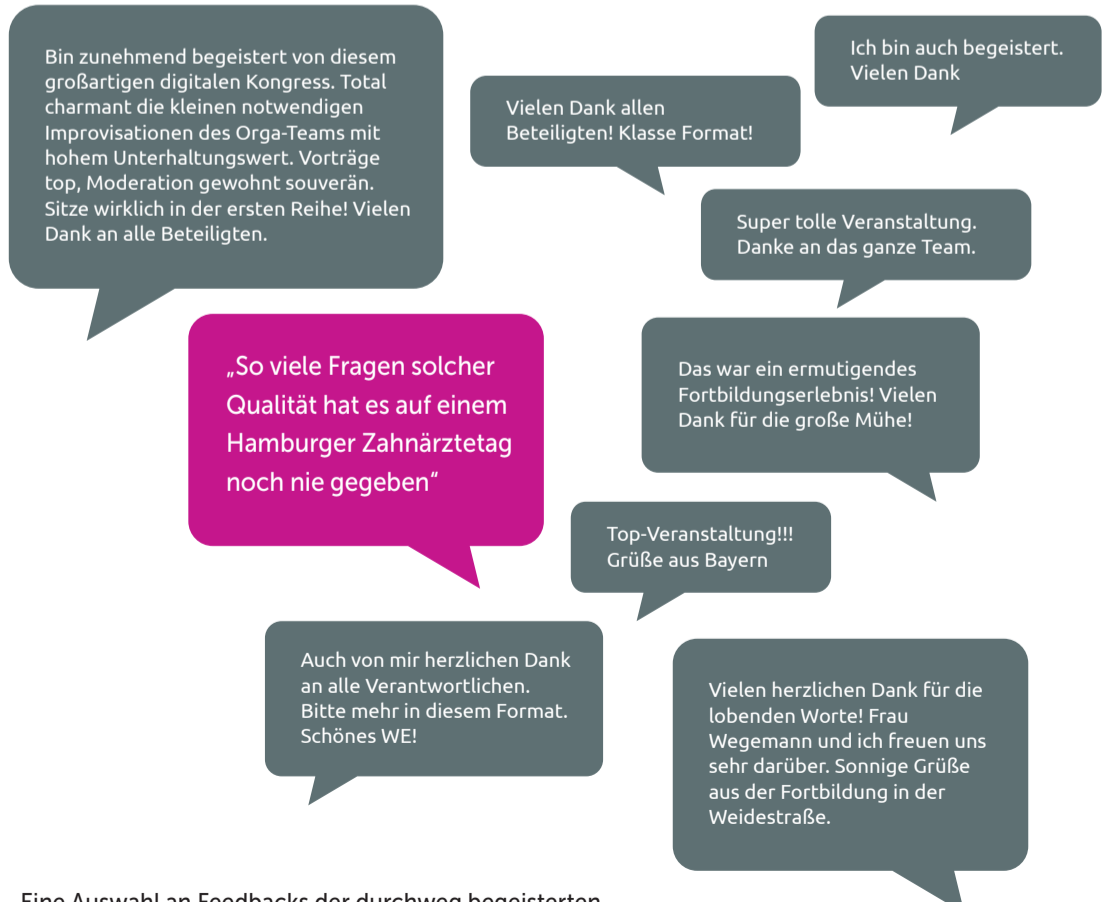 Bin zunehmend begeistert von diesem
großartigen digitalen Kongress. Total
charmant die kleinen notwendigen
Improvisationen des Orga-Teams mit
hohem Unterhaltungswert. Vorträge
top, Moderation gewohnt souverän.
Sitze wirklich in der ersten Reihe! Vielen
Dank an alle Beteiligten.
Ich bin auch begeistert.
Vielen Dank
Vielen Dank allen
Beteiligten! Klasse Format!
Super tolle Veranstaltung.
Danke an das ganze Team.
„So viele Fragen solcher
Qualität hat es auf einem
Hamburger Zahnärztetag
noch nie gegeben“
Das war ein ermutigendes
Fortbildungserlebnis! Vielen
Dank für die große Mühe!
Top-Veranstaltung!!!
Grüße aus Bayern
Auch von mir herzlichen Dank
an alle Verantwortlichen.
Bitte mehr in diesem Format.
Schönes WE!
Vielen herzlichen Dank für die
lobenden Worte! Frau
Wegemann und ich freuen uns
sehr darüber. Sonnige Grüße
aus der Fortbildung in der
Weidestraße.
Eine Auswahl an Feedbacks der durchweg begeisterten